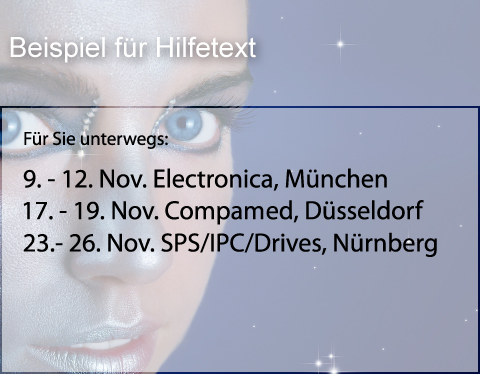 Beispiel für Hilfetext
Für Sie unterwegs:
9. - 12. Nov. Electronica, München
17. - 19. Nov. Compamed, Düsseldorf
23.- 26. Nov. SPS/IPC/Drives, Nürnberg